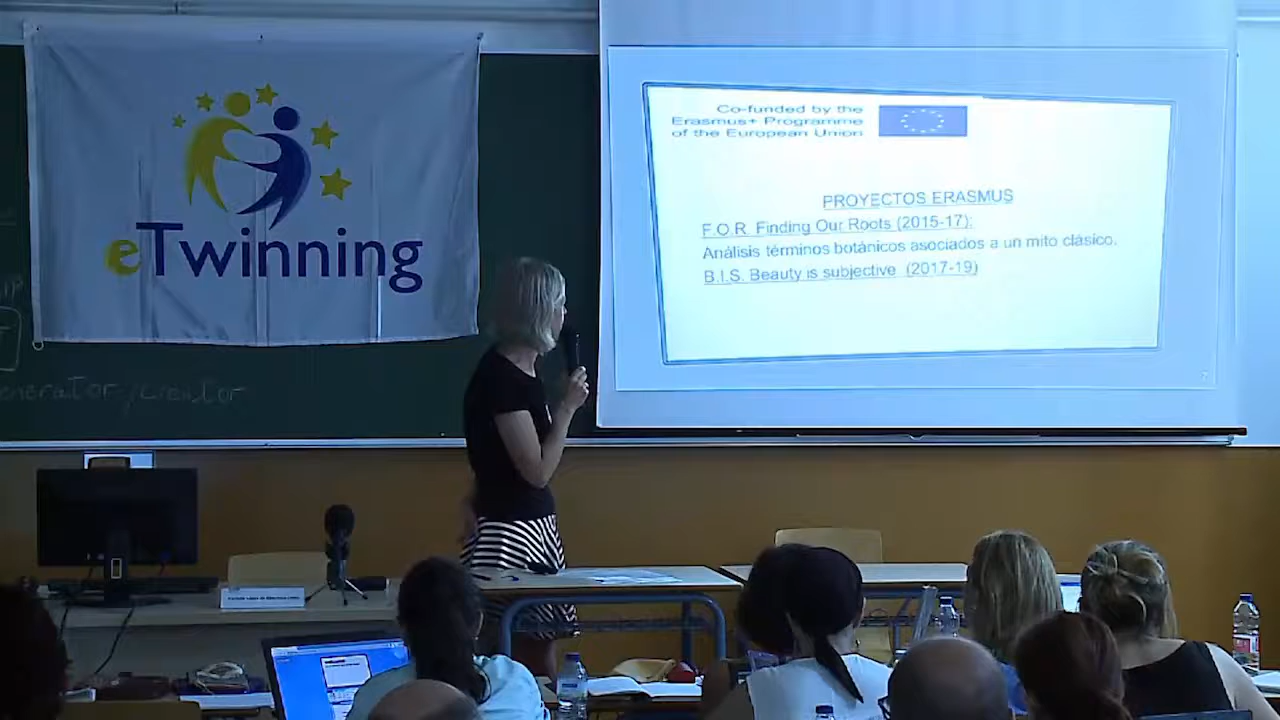 eTwinning
Co-funded by the
Erasmus+ Programme
of the European Union
PROYECTOS ERASMUS
F.O.R. Finding Our Roots (2015-17):
Análisis términos botánicos asociados a un mito clásico.
B.I.S. Beauty is subjective (2017-19)